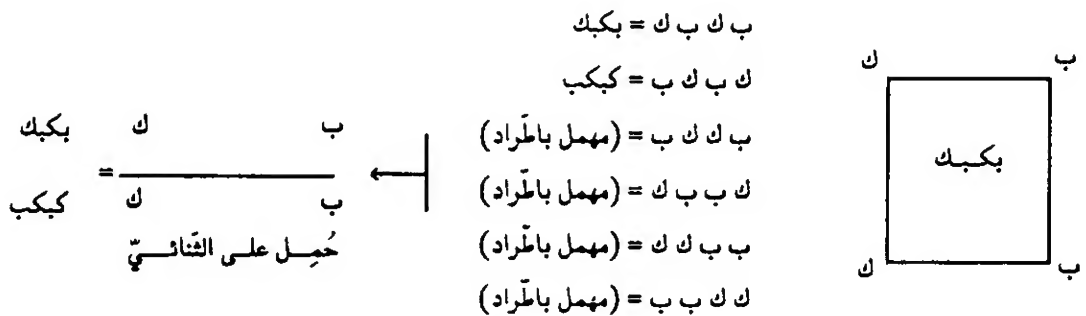 ك ب
بكبك
ك ب
ب ك ب ك = بكبك
ك ب ك ب = كبكب
ب ك ك ب = (مهمل باطّراد)
ك ب ب ك = (مهمل باطّراد)
ب ب ك ك = (مهمل باطّراد)
ك ك ب ب = (مهمل باطّراد)
ب ك بكبك
=
ب ك كبكب
حُمِل على الثّنائيّ